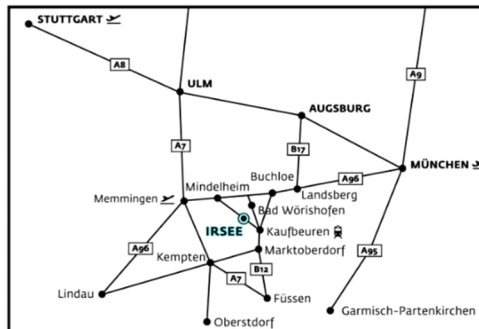 STUTTGART
A8
A9
ULM
AUGSBURG
A7
B17
MÜNCHEN
Buchloe
A96
Mindelheim
Landsberg
Memmingen
Bad Wörishofen
IRSEE
Kaufbeuren
A96
Marktoberdorf
A95
Kempten
A7
B12
Lindau
Füssen
Garmisch-Partenkirchen
Oberstdorf